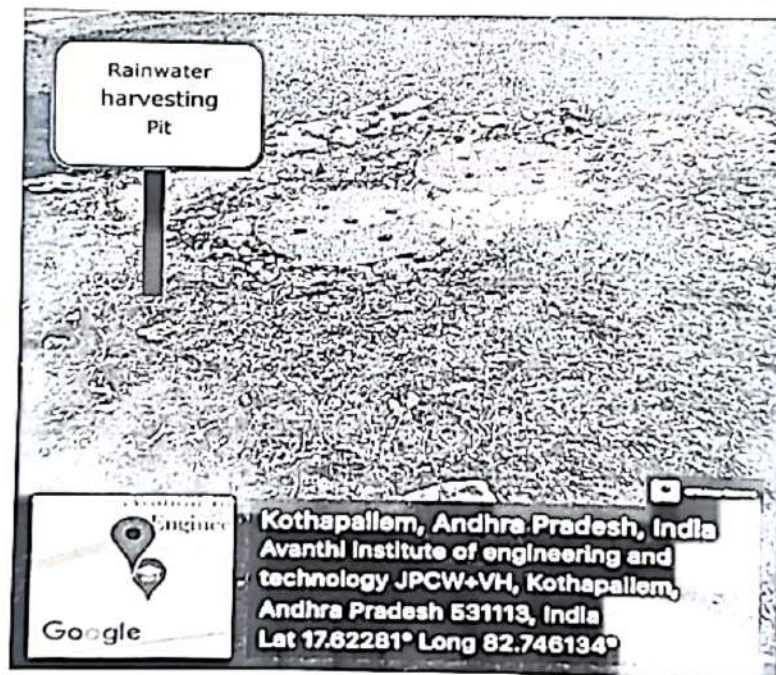 Rainwater
harvesting
Pit
Enginee
Google
Kothapallem, Andhra Pradesh, India
Avanthi Institute of engineering and
technology JPCW+VH, Kothapallem,
Andhra Pradesh 531113, India
Lat 17.62281° Long 82.746134°